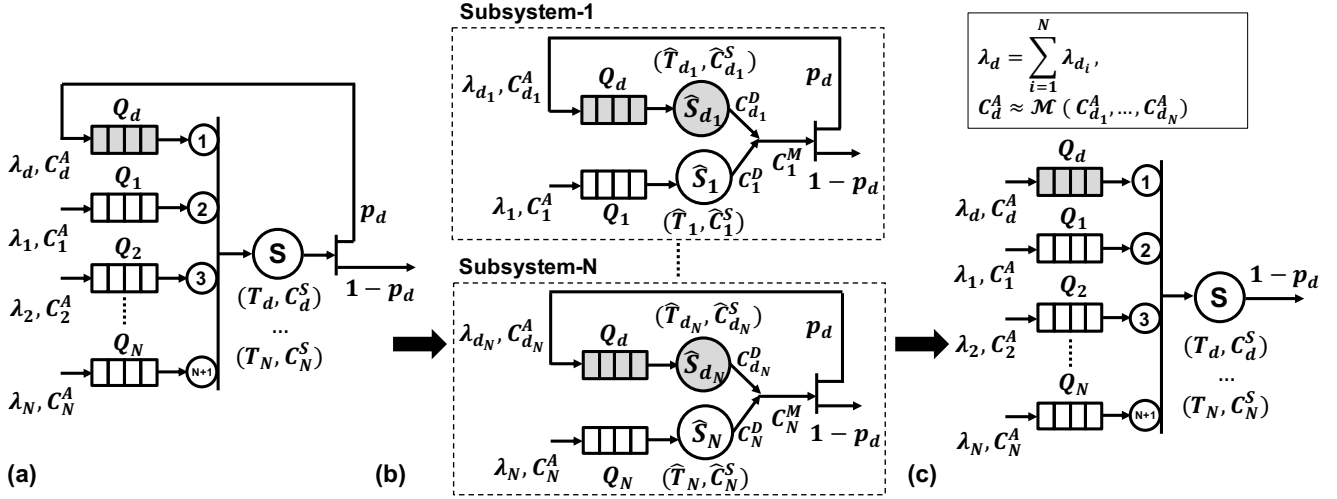 (a)
Q_d
1
λ_d, C_d^A
Q_1
2
λ_1, C_1^A
Q_2
3
λ_2, C_2^A
Q_N
N+1
λ_N, C_N^A
S
(T_d, C_d^S)
...
(T_N, C_N^S)
p_d
1 − p_d
(b)
Subsystem-1
λ_{d_1}, C_{d_1}^A
Q_d
(T̂_{d_1}, Ĉ_{d_1}^S)
Ŝ_{d_1}
C_{d_1}^D
p_d
λ_1, C_1^A
Q_1
Ŝ_1
C_1^D
(T̂_1, Ĉ_1^S)
C_1^M
1 − p_d
Subsystem-N
λ_{d_N}, C_{d_N}^A
Q_d
(T̂_{d_N}, Ĉ_{d_N}^S)
Ŝ_{d_N}
C_{d_N}^D
p_d
λ_N, C_N^A
Q_N
Ŝ_N
C_N^D
(T̂_N, Ĉ_N^S)
C_N^M
1 − p_d
(c)
λ_d = ∑_{i=1}^{N} λ_{d_i},
C_d^A ≈ ℳ ( C_{d_1}^A, ..., C_{d_N}^A)
Q_d
1
λ_d, C_d^A
Q_1
2
λ_1, C_1^A
Q_2
3
λ_2, C_2^A
Q_N
N+1
λ_N, C_N^A
S
1 − p_d
(T_d, C_d^S)
...
(T_N, C_N^S)